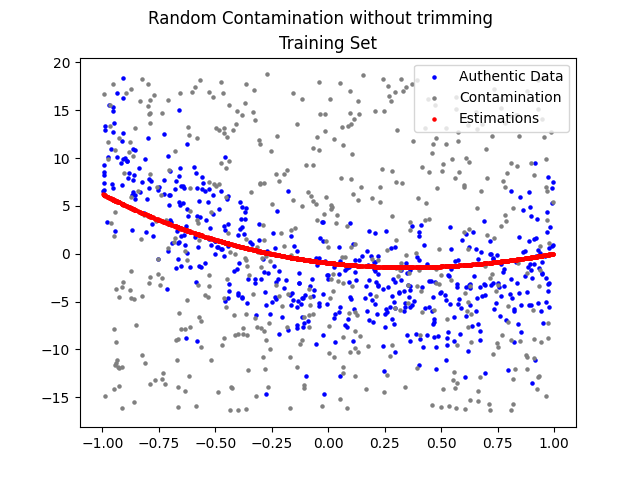 Random Contamination without trimming
Training Set
Authentic Data
Contamination
Estimations
20
15
10
5
0
−5
−10
−15
−1.00 −0.75 −0.50 −0.25 0.00 0.25 0.50 0.75 1.00